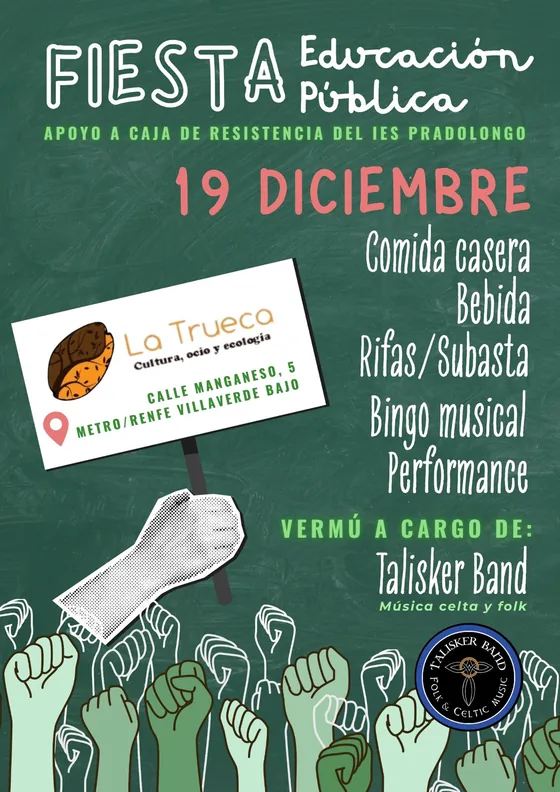 FIESTA Educación Pública
APOYO A CAJA DE RESISTENCIA DEL IES PRADOLONGO
19 DICIEMBRE
Comida casera
Bebida
Rifas/Subasta
Bingo musical
Performance
La Trueca
Cultura, ocio y ecología
CALLE MANGANESO, 5
METRO/RENFE VILLAVERDE BAJO
VERMÚ A CARGO DE:
Talisker Band
Música celta y folk
TALISKER BAND
FOLK & CELTIC MUSIC